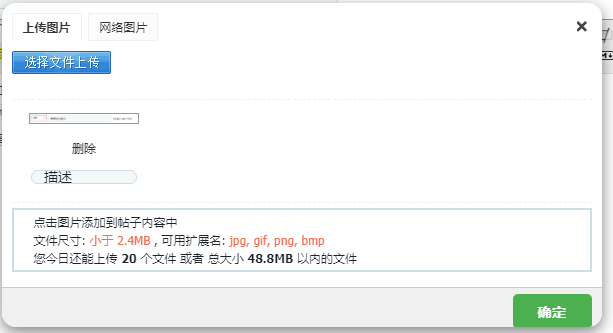 上传图片 网络图片
选择文件上传
删除
描述
点击图片添加到帖子内容中
文件尺寸: 小于 2.4MB , 可用扩展名: jpg, gif, png, bmp
您今日还能上传 20 个文件 或者 总大小 48.8MB 以内的文件
确定